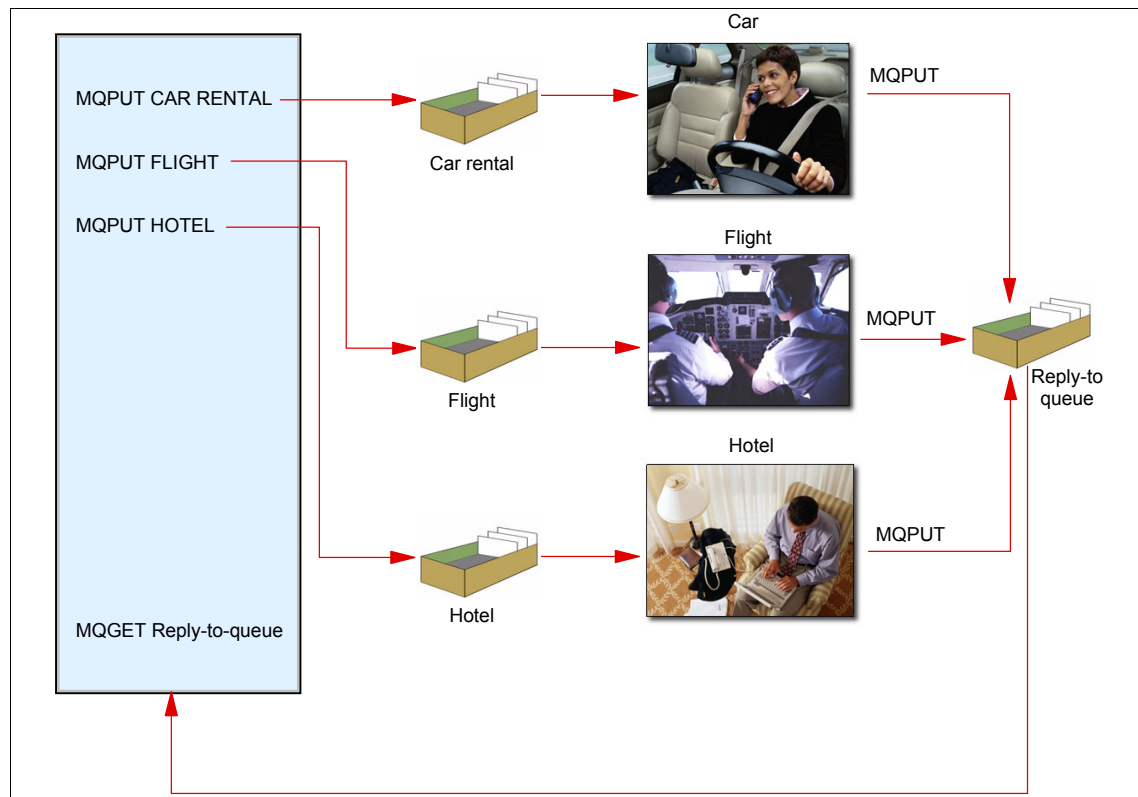 Car
MQPUT CAR RENTAL
MQPUT
Car rental
MQPUT FLIGHT
MQPUT HOTEL
Flight
MQPUT
Flight
Reply-to
queue
Hotel
MQPUT
Hotel
MQGET Reply-to-queue